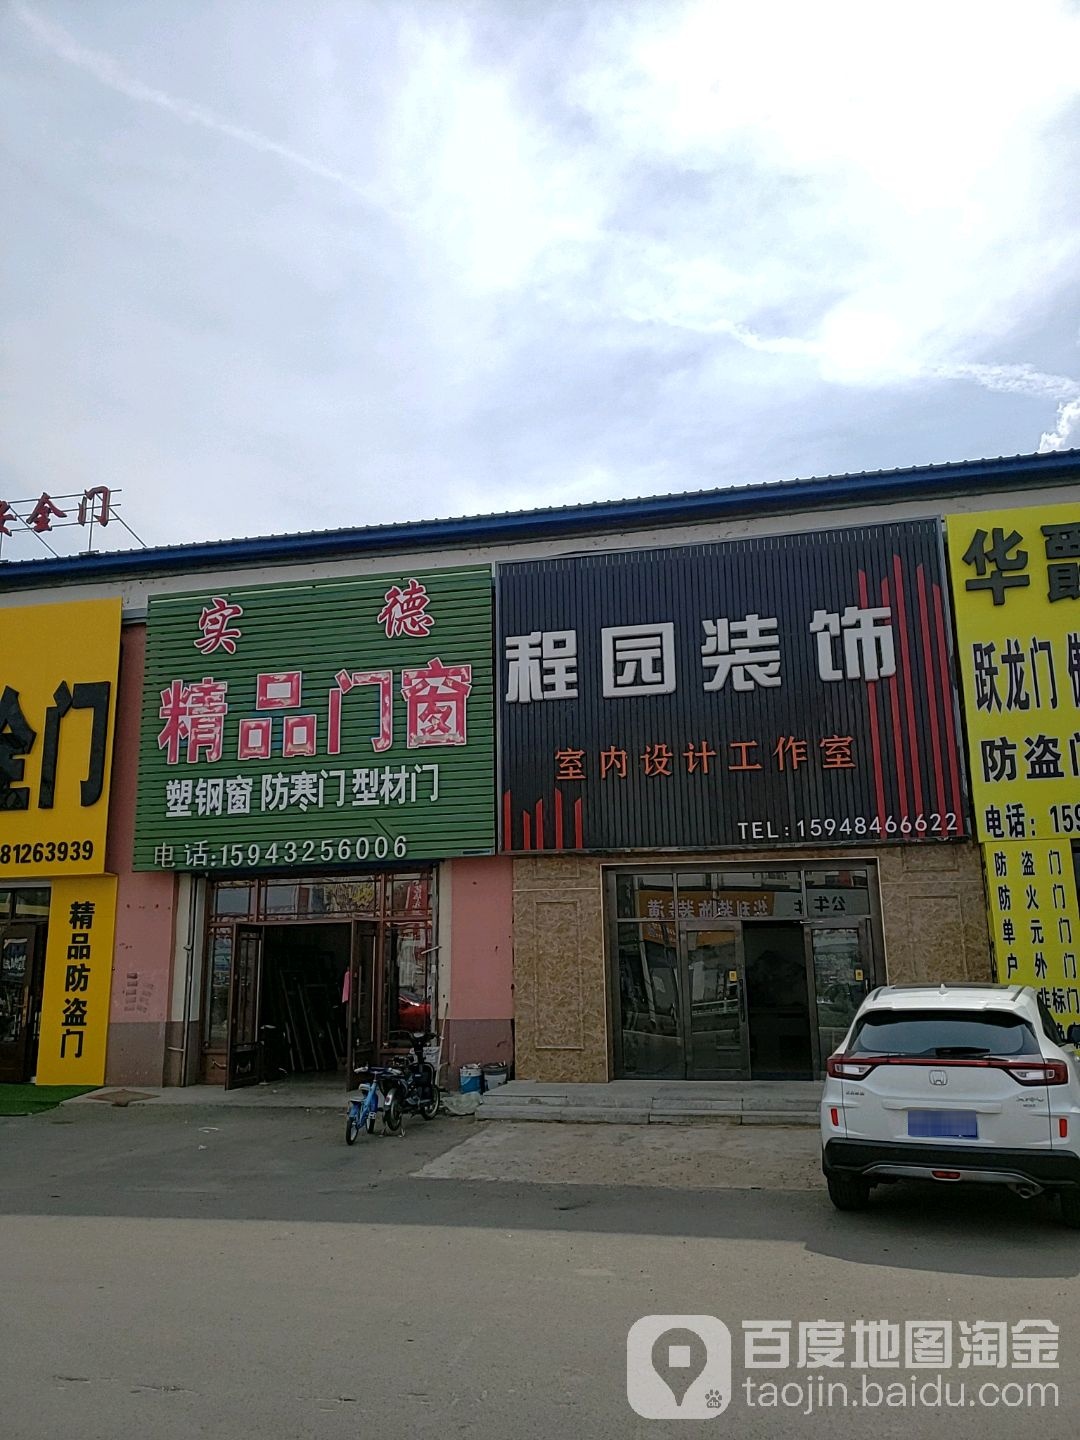 安全门
全门
81263939
精品防盗门
实德
精品门窗
塑钢窗 防寒门 型材门
电话:15943256006
程园装饰
室内设计工作室
TEL:15948466622
华
跃龙门
防盗门
电话: 159
防盗门
防火门
单元门
户外门
非标门
百度地图淘金
taojin.baidu.com